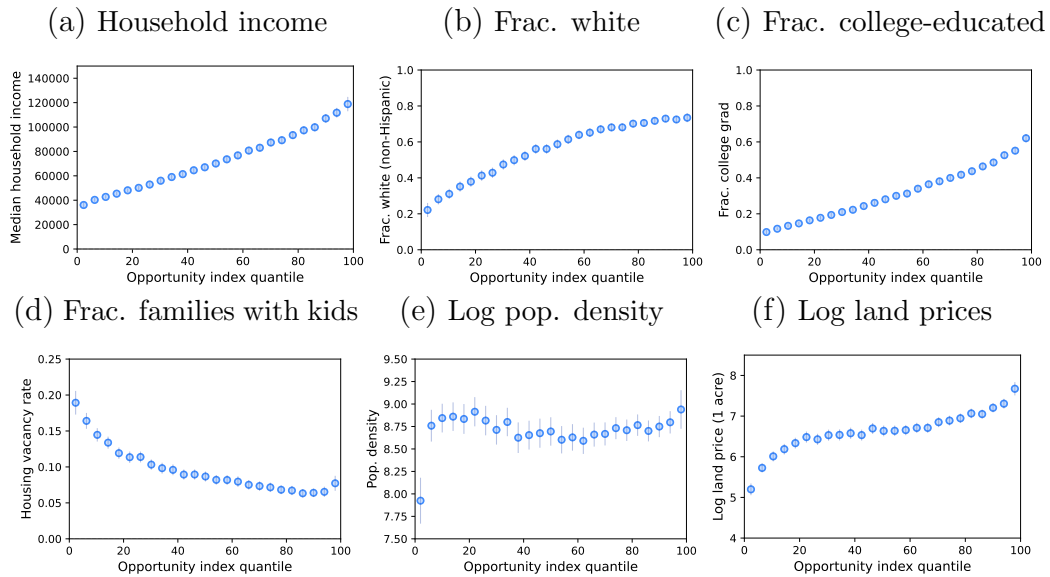 (a) Household income
(b) Frac. white
(c) Frac. college-educated
Median household income
140000
120000
100000
80000
60000
40000
20000
0
0 20 40 60 80 100
Opportunity index quantile
Frac. white (non-Hispanic)
1.0
0.8
0.6
0.4
0.2
0.0
0 20 40 60 80 100
Opportunity index quantile
Frac. college grad
1.0
0.8
0.6
0.4
0.2
0.0
0 20 40 60 80 100
Opportunity index quantile
(d) Frac. families with kids
(e) Log pop. density
(f) Log land prices
Housing vacancy rate
0.25
0.20
0.15
0.10
0.05
0.00
0 20 40 60 80 100
Opportunity index quantile
Pop. density
9.50
9.25
9.00
8.75
8.50
8.25
8.00
7.75
7.50
0 20 40 60 80 100
Opportunity index quantile
Log land price (1 acre)
8
7
6
5
4
0 20 40 60 80 100
Opportunity index quantile